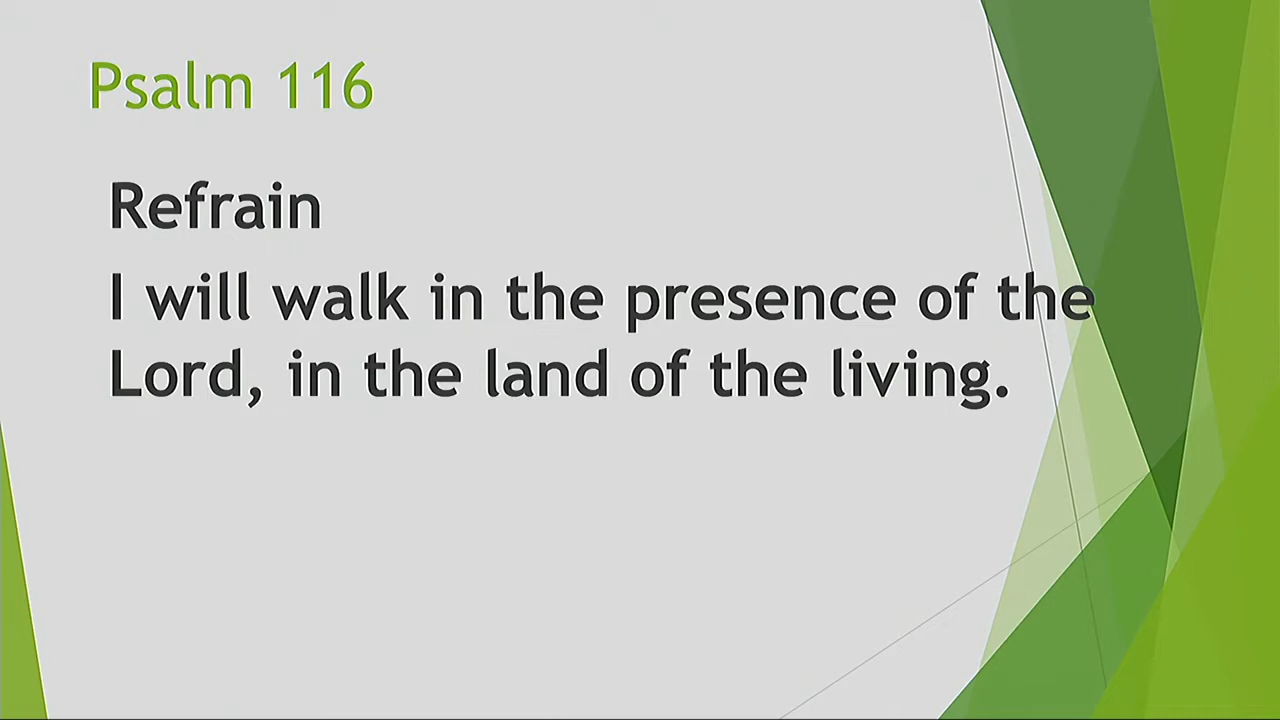 Psalm 116
Refrain
I will walk in the presence of the
Lord, in the land of the living.